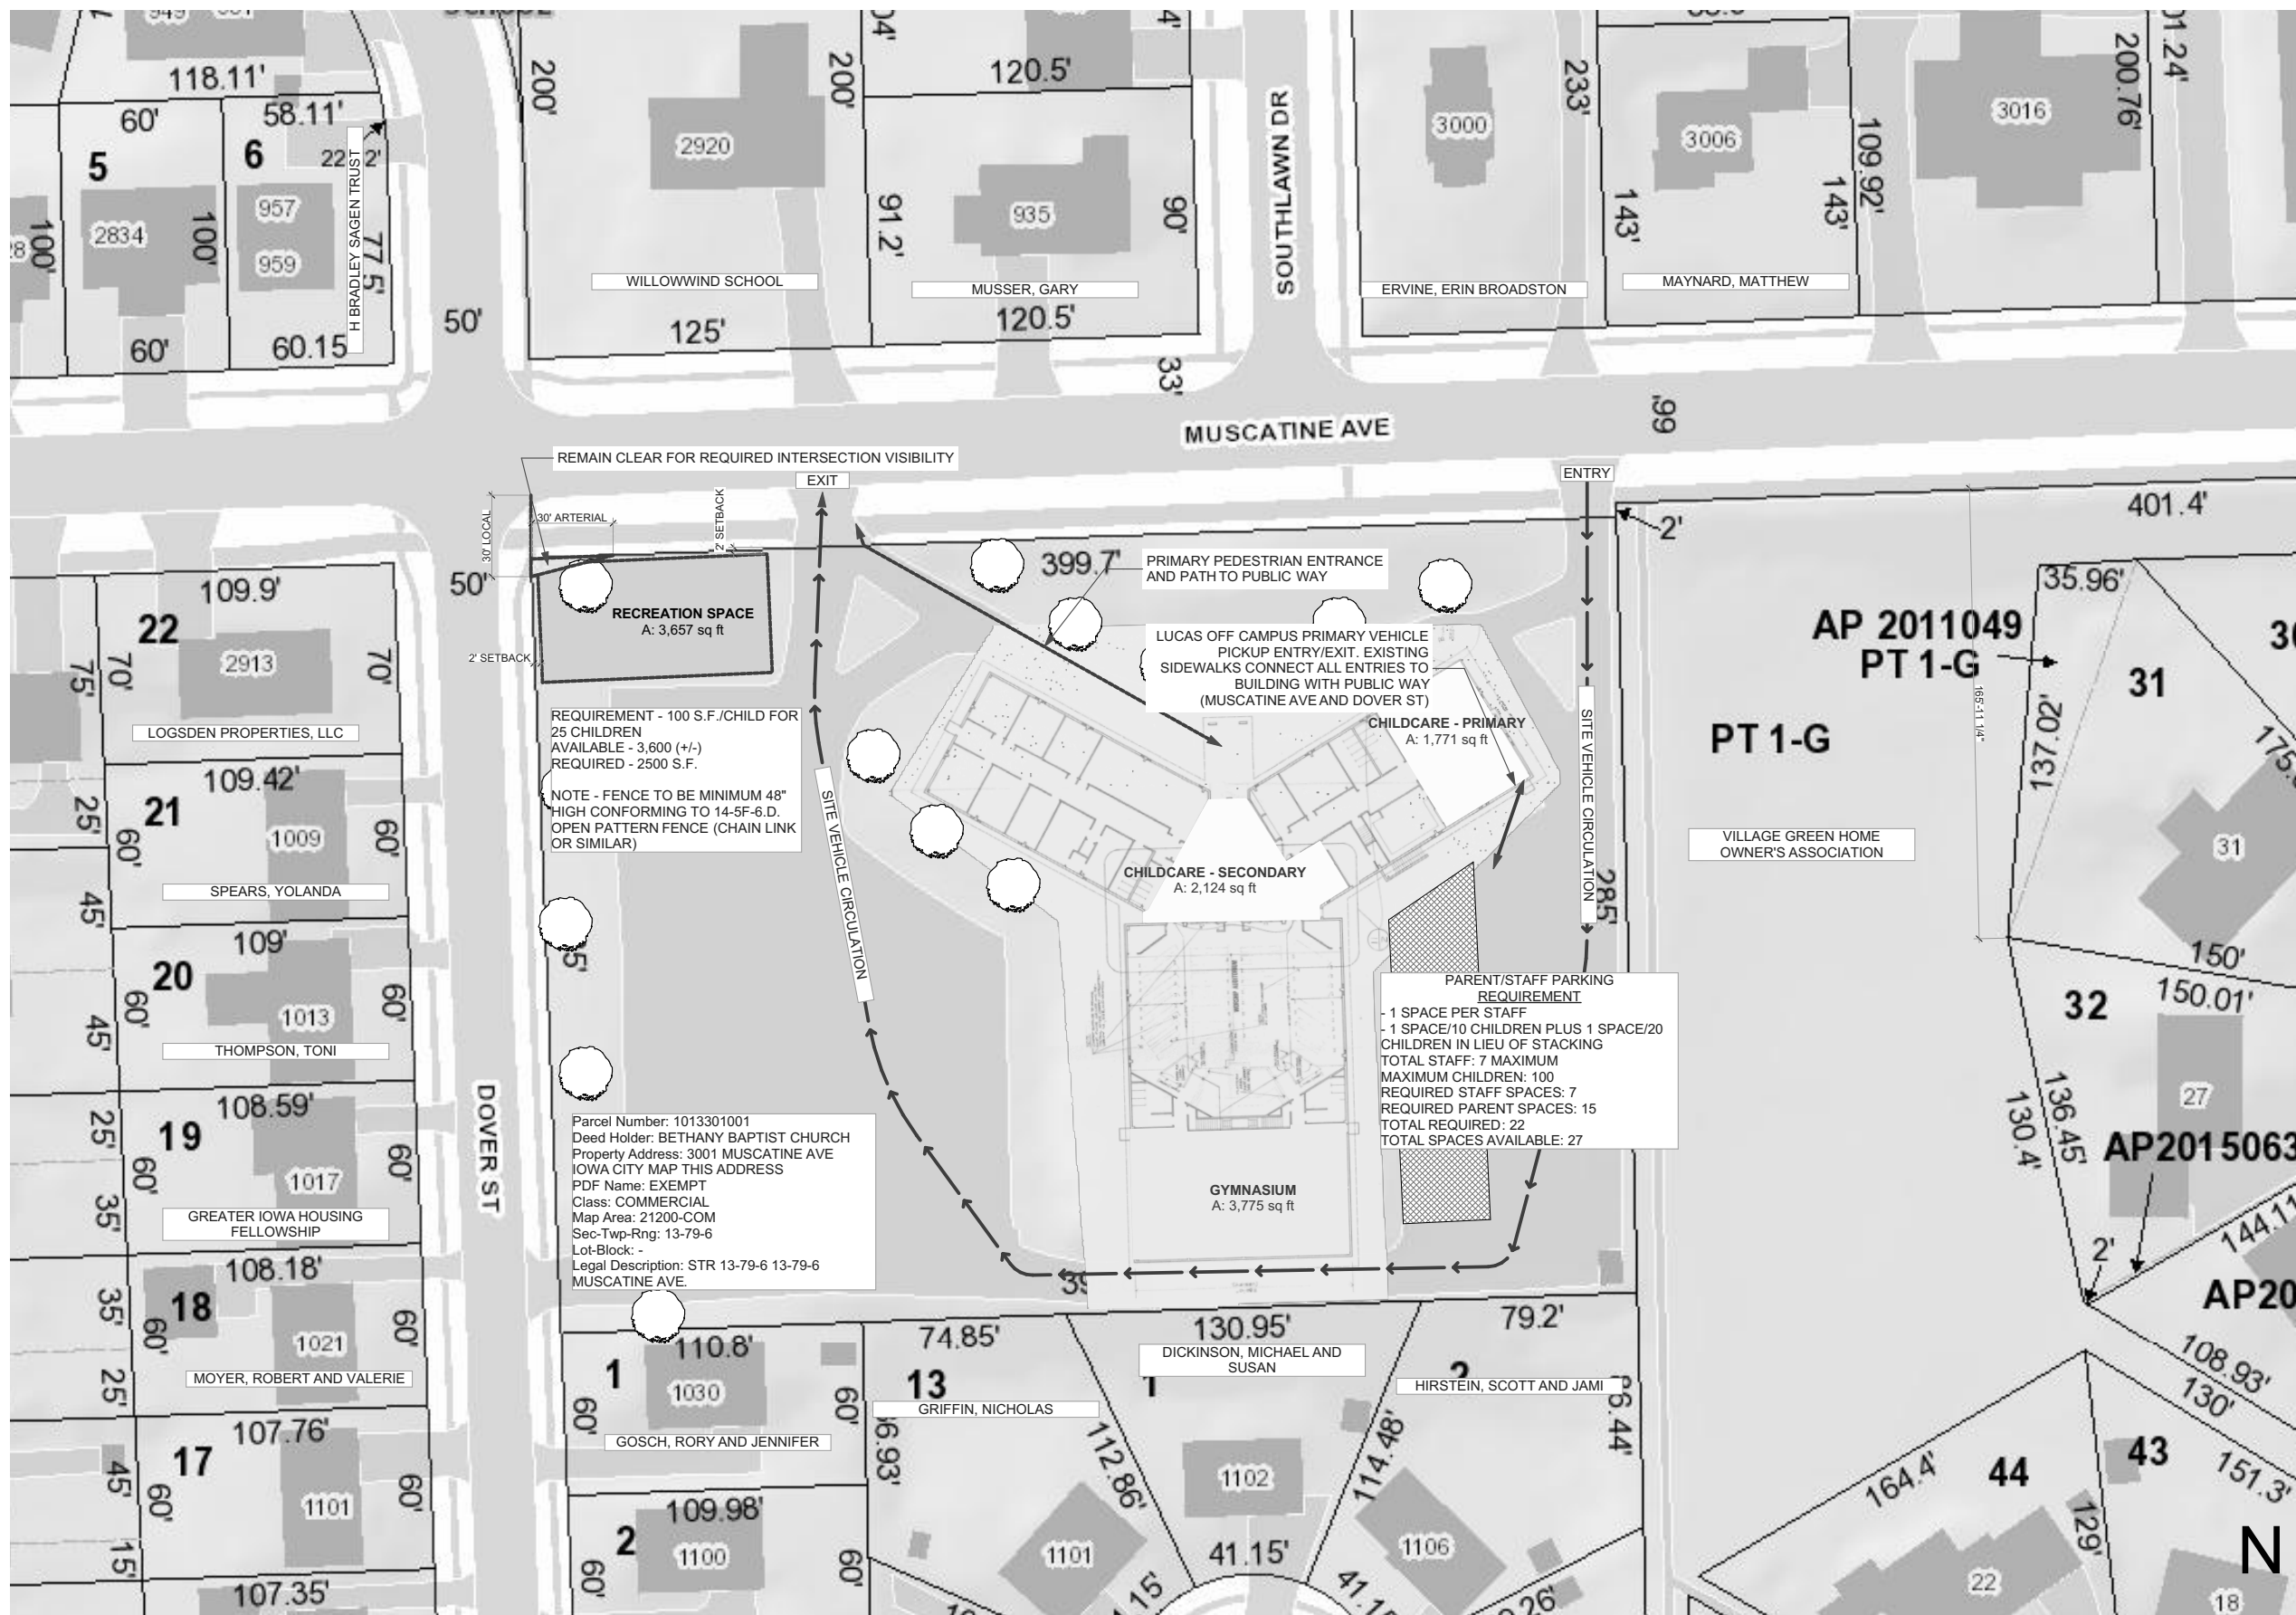 118.11'
200'
200'
120.5'
233'
200.76'
60'
58.11'
5
6
2834
957
959
100'
100'
100'
77.5'
H BRADLEY SAGEN TRUST
60'
60.15
50'
2920
WILLOWWIND SCHOOL
125'
91.2'
935
90'
MUSSER, GARY
120.5'
33'
SOUTHLAWN DR
3000
ERVINE, ERIN BROADSTON
143'
3006
MAYNARD, MATTHEW
143'
109.92'
3016
MUSCATINE AVE
66'
REMAIN CLEAR FOR REQUIRED INTERSECTION VISIBILITY
EXIT
ENTRY
30' LOCAL
30' ARTERIAL
2' SETBACK
2' SETBACK
50'
RECREATION SPACE
A: 3,657 sq ft
399.7'
PRIMARY PEDESTRIAN ENTRANCE
AND PATH TO PUBLIC WAY
LUCAS OFF CAMPUS PRIMARY VEHICLE
PICKUP ENTRY/EXIT. EXISTING
SIDEWALKS CONNECT ALL ENTRIES TO
BUILDING WITH PUBLIC WAY
(MUSCATINE AVE AND DOVER ST)
2'
401.4'
35.96'
AP 2011049
PT 1-G
31
PT 1-G
165'-11 1/4"
137.02'
31
VILLAGE GREEN HOME
OWNER'S ASSOCIATION
150'
150.01'
32
27
136.45'
130.4'
AP2015063
2'
108.93'
130'
151.3'
164.4'
44
43
129'
22
18
N
REQUIREMENT - 100 S.F./CHILD FOR
25 CHILDREN
AVAILABLE - 3,600 (+/-)
REQUIRED - 2500 S.F.
NOTE - FENCE TO BE MINIMUM 48"
HIGH CONFORMING TO 14-5F-6.D.
OPEN PATTERN FENCE (CHAIN LINK
OR SIMILAR)
SITE VEHICLE CIRCULATION
SITE VEHICLE CIRCULATION
285'
CHILDCARE - PRIMARY
A: 1,771 sq ft
CHILDCARE - SECONDARY
A: 2,124 sq ft
GYMNASIUM
A: 3,775 sq ft
PARENT/STAFF PARKING
REQUIREMENT
- 1 SPACE PER STAFF
- 1 SPACE/10 CHILDREN PLUS 1 SPACE/20
CHILDREN IN LIEU OF STACKING
TOTAL STAFF: 7 MAXIMUM
MAXIMUM CHILDREN: 100
REQUIRED STAFF SPACES: 7
REQUIRED PARENT SPACES: 15
TOTAL REQUIRED: 22
TOTAL SPACES AVAILABLE: 27
Parcel Number: 1013301001
Deed Holder: BETHANY BAPTIST CHURCH
Property Address: 3001 MUSCATINE AVE
IOWA CITY MAP THIS ADDRESS
PDF Name: EXEMPT
Class: COMMERCIAL
Map Area: 21200-COM
Sec-Twp-Rng: 13-79-6
Lot-Block: -
Legal Description: STR 13-79-6 13-79-6
MUSCATINE AVE.
DOVER ST
109.9'
22
2913
75'
70'
70'
LOGSDEN PROPERTIES, LLC
109.42'
21
1009
25'
60'
60'
SPEARS, YOLANDA
45'
109'
20
1013
60'
60'
45'
THOMPSON, TONI
108.59'
19
1017
25'
60'
60'
35'
GREATER IOWA HOUSING
FELLOWSHIP
108.18'
18
1021
35'
60'
60'
25'
MOYER, ROBERT AND VALERIE
107.76'
17
1101
45'
60'
60'
15'
107.35'
110.8'
1
1030
60'
60'
GOSCH, RORY AND JENNIFER
109.98'
2
1100
60'
60'
74.85'
13
GRIFFIN, NICHOLAS
112.86'
1101
130.95'
DICKINSON, MICHAEL AND
SUSAN
1102
41.15'
114.48'
79.2'
HIRSTEIN, SCOTT AND JAMI
1106